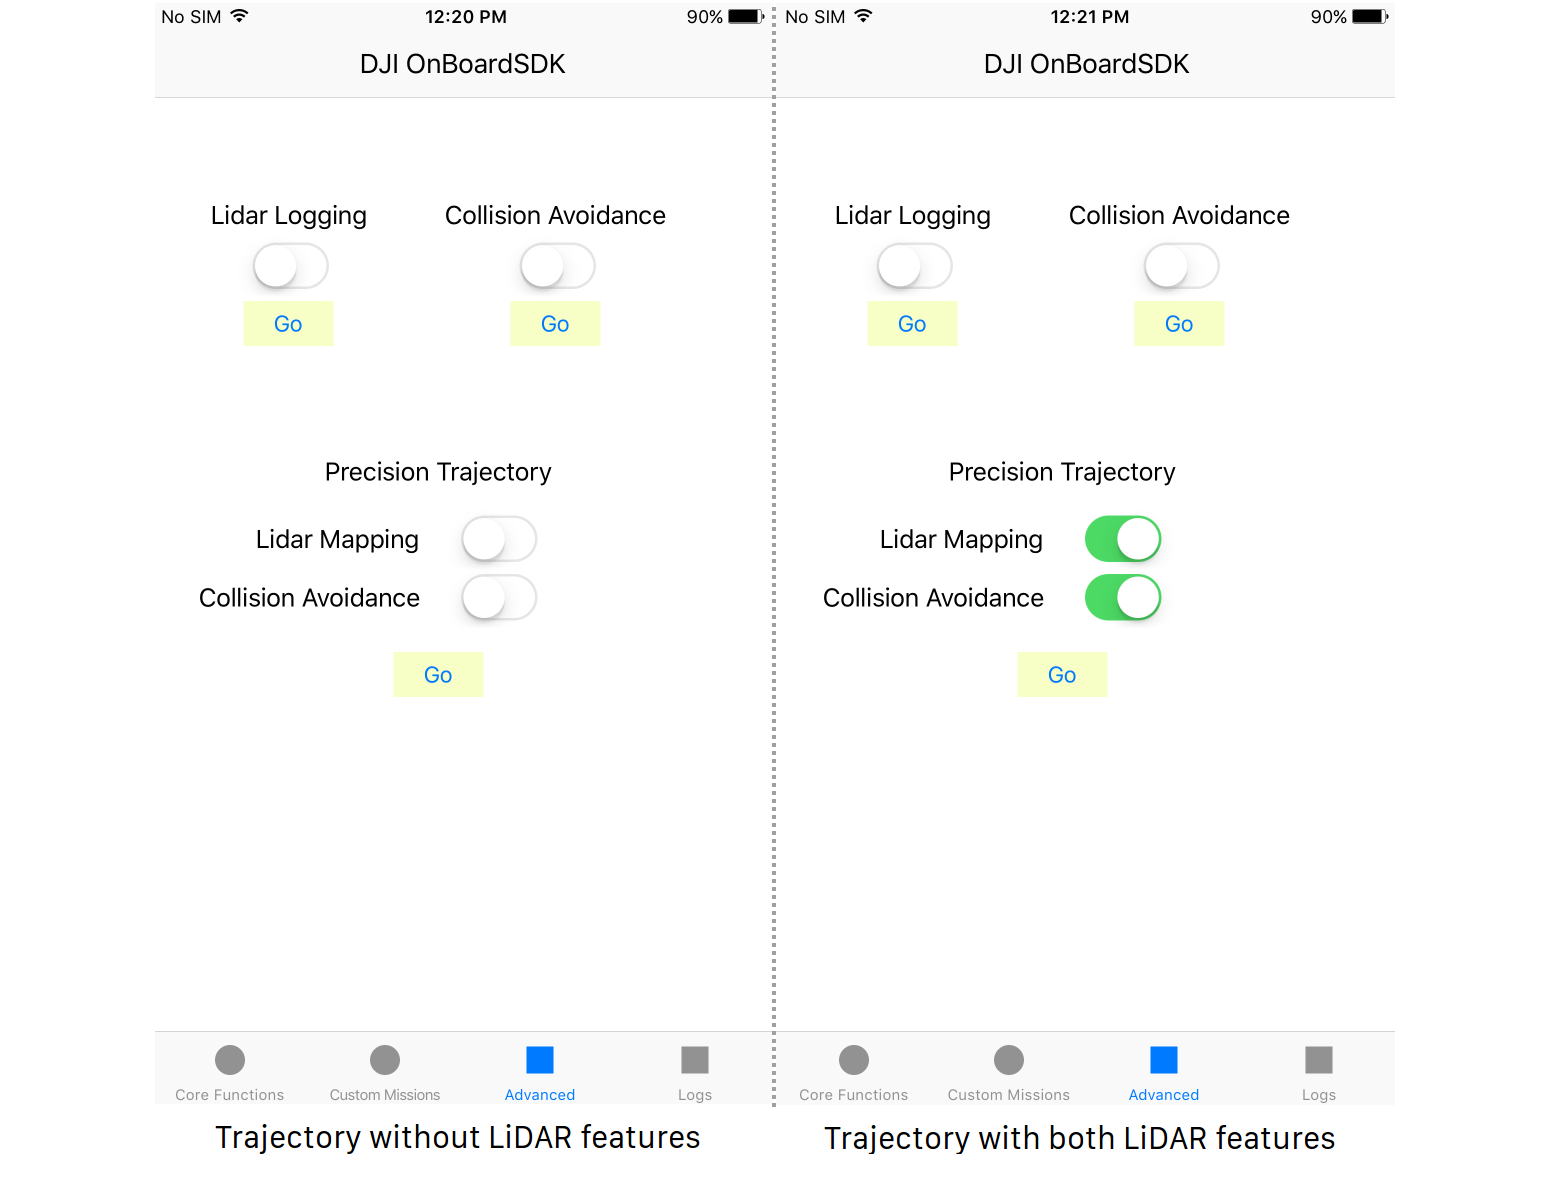 No SIM 12:20 PM 90%
DJI OnBoardSDK
Lidar Logging Collision Avoidance
Go Go
Precision Trajectory
Lidar Mapping
Collision Avoidance
Go
Core Functions Custom Missions Advanced Logs
Trajectory without LiDAR features
No SIM 12:21 PM 90%
DJI OnBoardSDK
Lidar Logging Collision Avoidance
Go Go
Precision Trajectory
Lidar Mapping
Collision Avoidance
Go
Core Functions Custom Missions Advanced Logs
Trajectory with both LiDAR features